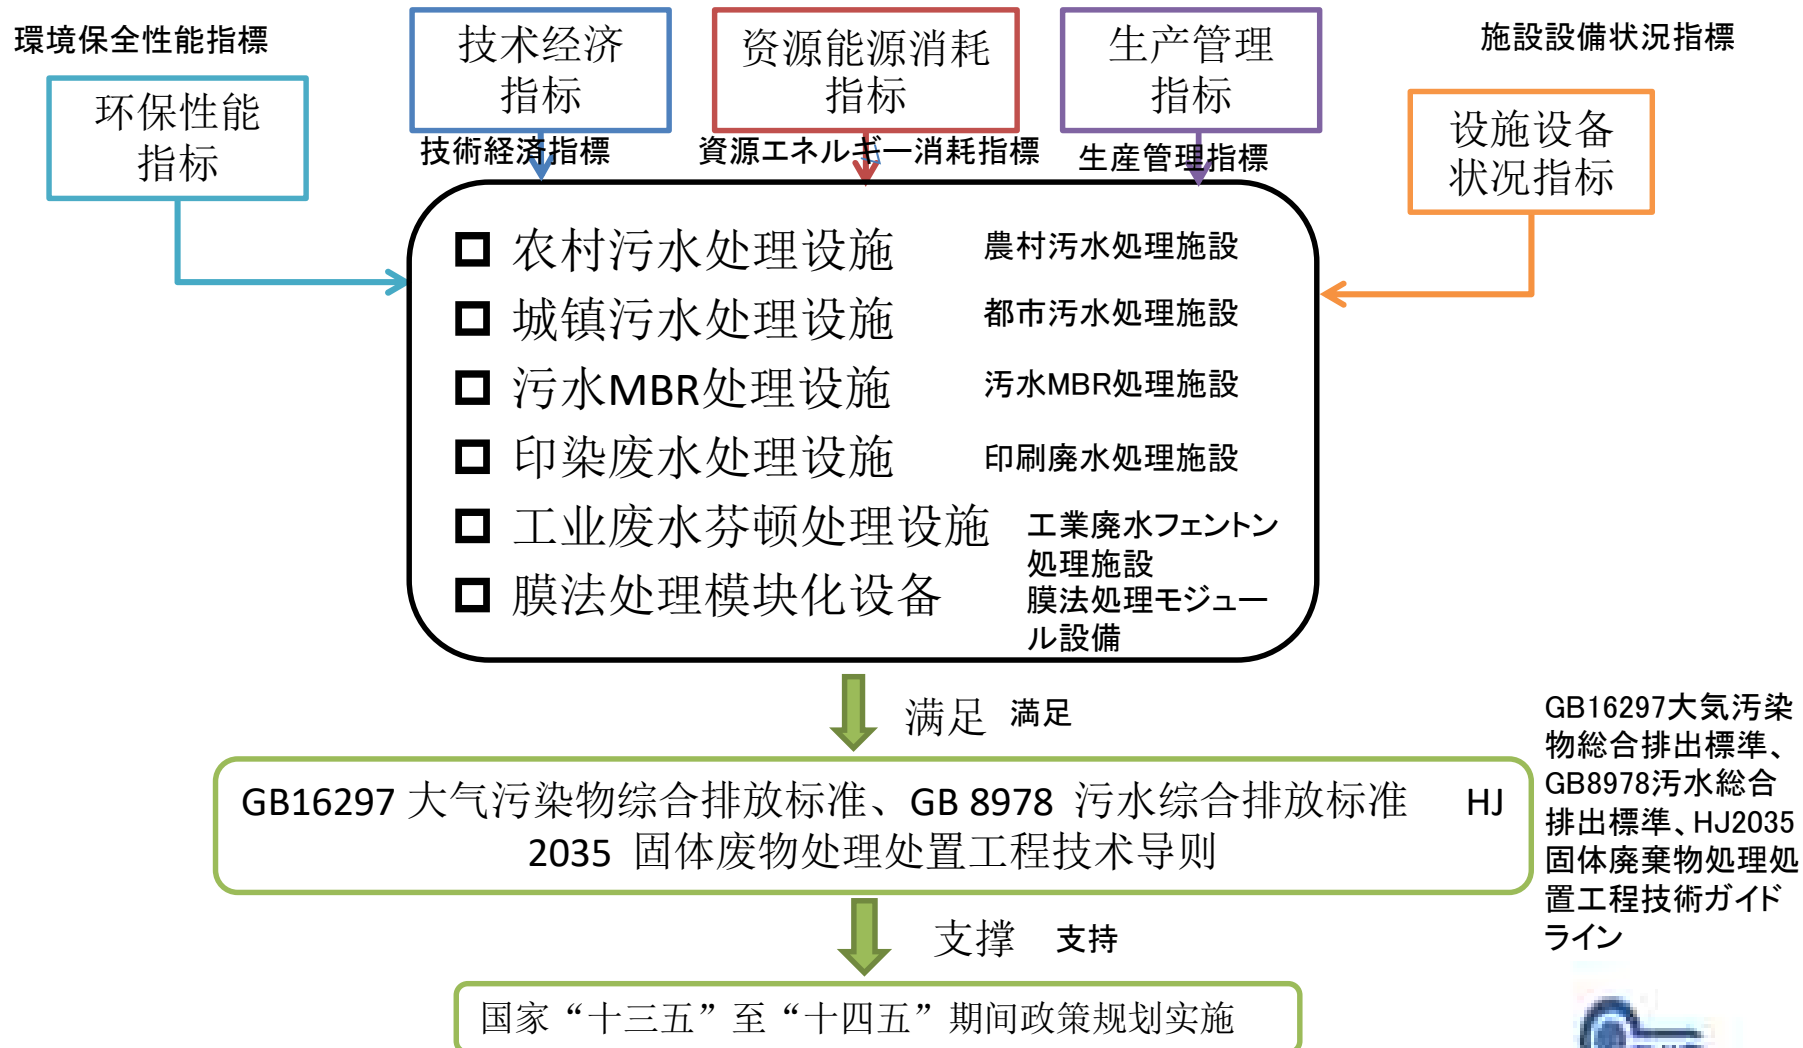 環境保全性能指標
环保性能
指标
技术经济
指标
技術経済指標
资源能源消耗
指标
資源エネルギー消耗指標
生产管理
指标
生産管理指標
施設設備状況指標
设施设备
状况指标
农村污水处理设施
農村汚水処理施設
城镇污水处理设施
都市汚水処理施設
污水MBR处理设施
汚水MBR処理施設
印染废水处理设施
印刷廃水処理施設
工业废水芬顿处理设施
工業廃水フェントン
処理施設
膜法处理模块化设备
膜法処理モジュー
ル設備
满足 満足
GB16297 大气污染物综合排放标准、GB 8978 污水综合排放标准 HJ
2035 固体废物处理处置工程技术导则
GB16297大気汚染
物総合排出標準、
GB8978汚水総合
排出標準、HJ2035
固体廃棄物処理処
置工程技術ガイド
ライン
支撑 支持
国家“十三五”至“十四五”期间政策规划实施